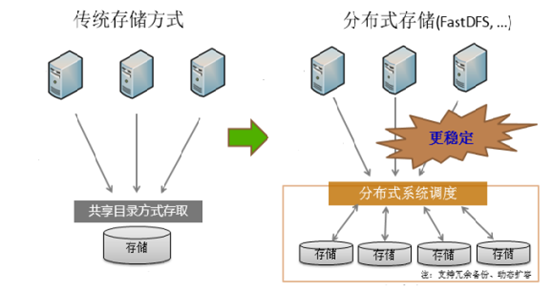 传统存储方式
分布式存储(FastDFS, ...)
更稳定
共享目录方式存取
存储
分布式系统调度
存储
存储
存储
存储
注：支持冗余备份、动态扩容